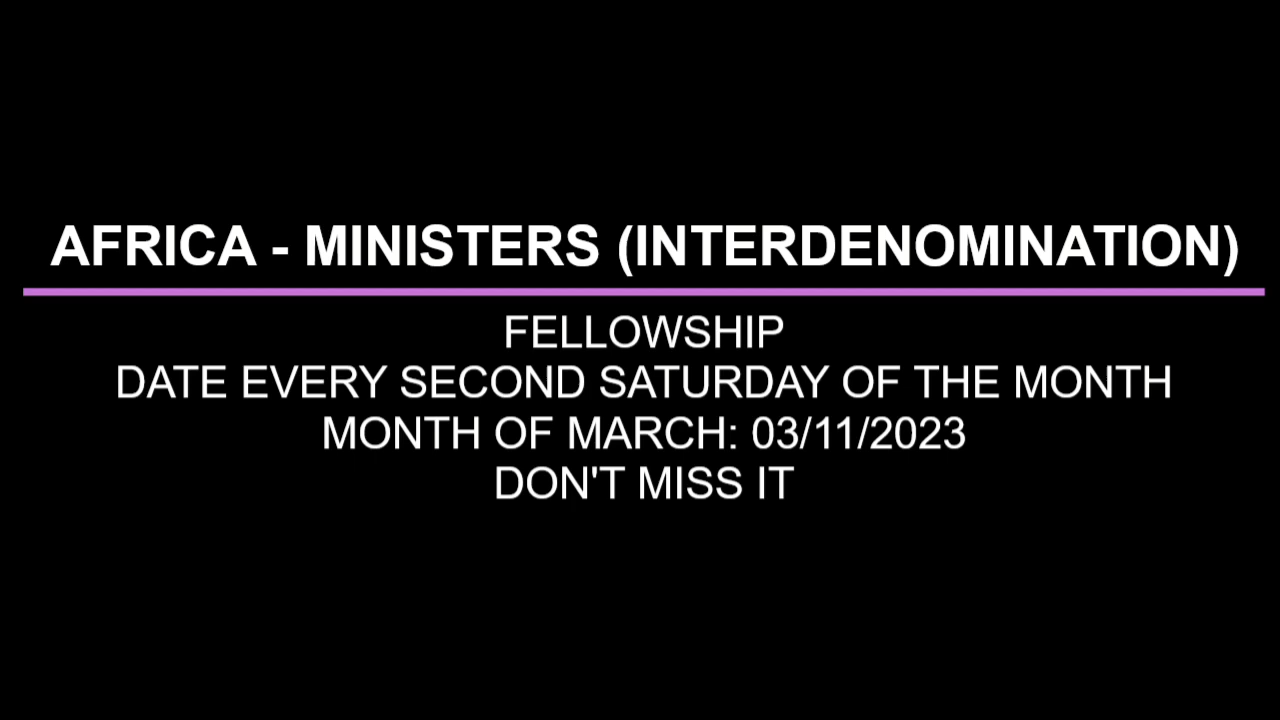 AFRICA - MINISTERS (INTERDENOMINATION)
FELLOWSHIP
DATE EVERY SECOND SATURDAY OF THE MONTH
MONTH OF MARCH: 03/11/2023
DON'T MISS IT